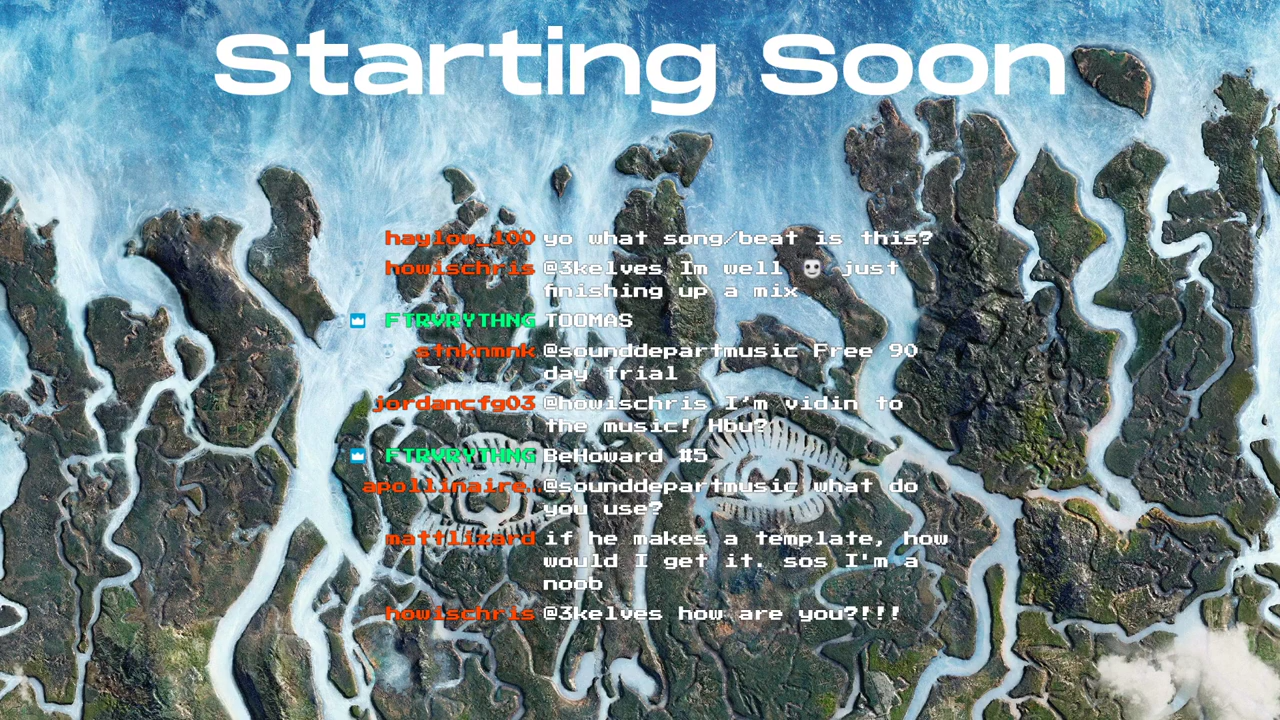 Starting Soon
haylow_100 yo what song/beat is this?
howischris @3kelves Im well just
finishing up a mix
FTRVRYTHNG TOOMAS
stnknmnk @sounddepartmusic Free 90
day trial
jordancfg03 @howischris I'm vidin to
the music! Hbu?
FTRVRYTHNG BeHoward #5
apollinaire… @sounddepartmusic what do
you use?
mattlizard if he makes a template, how
would I get it. sos I'm a
noob
howischris @3kelves how are you?!!!